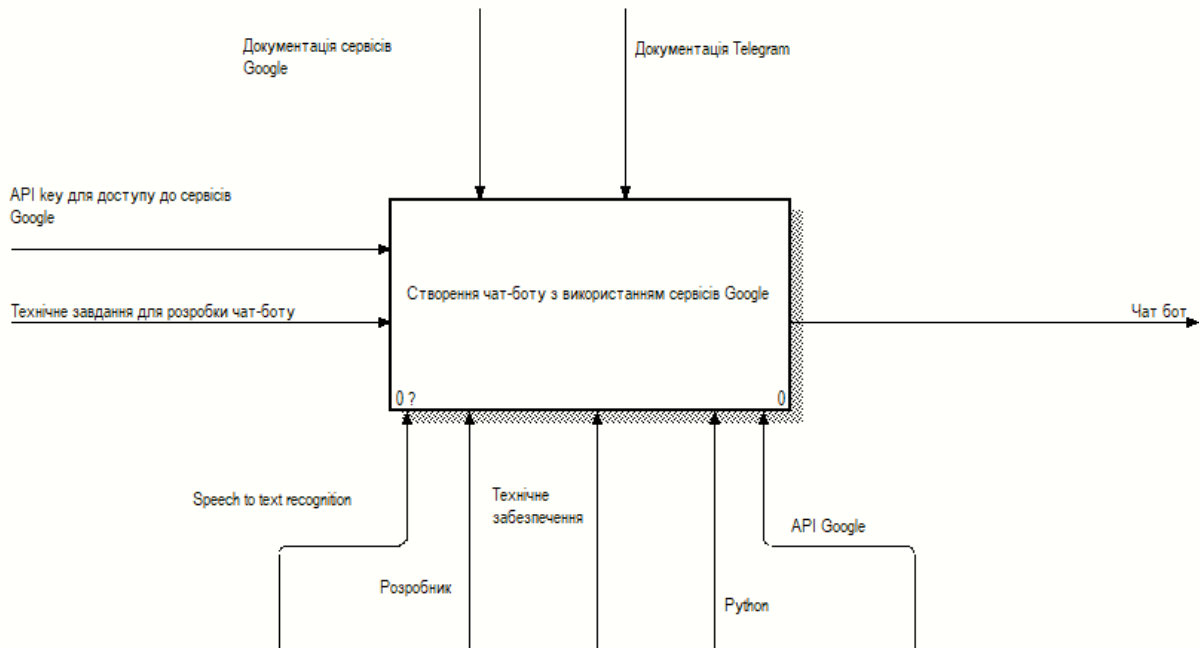 Документація сервісів
Google
Документація Telegram
API key для доступу до сервісів
Google
Створення чат-боту з використанням сервісів Google
Технічне завдання для розробки чат-боту
Чат бот
0 ?
0
Speech to text recognition
Технічне
забезпечення
API Google
Розробник
Python